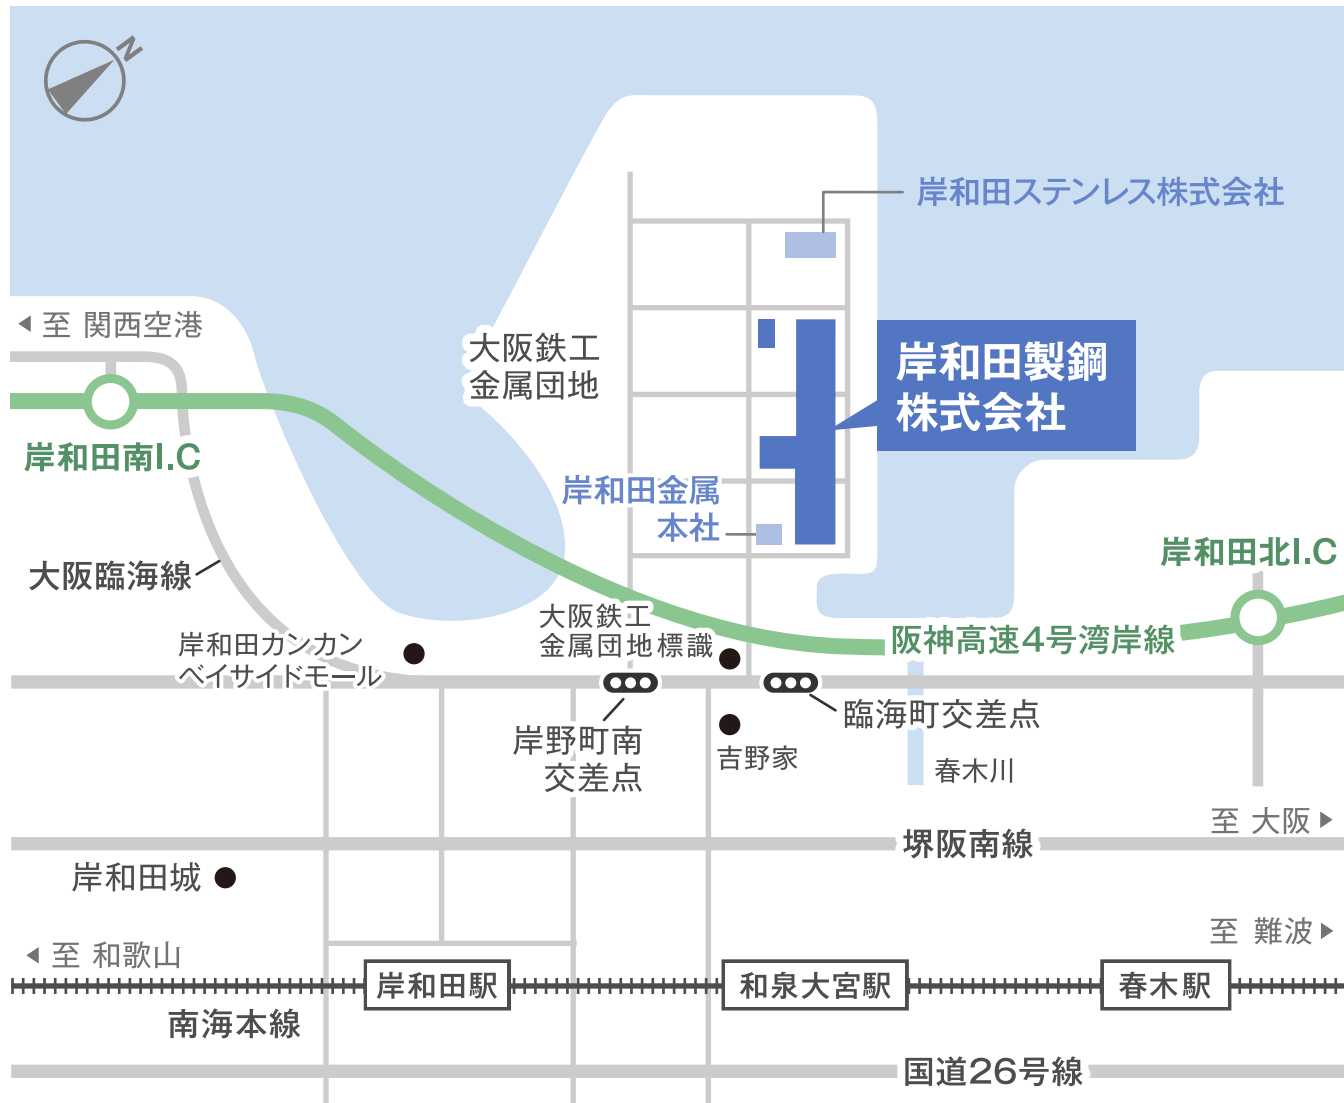 N
岸和田ステンレス株式会社
至 関西空港
大阪鉄工
金属団地
岸和田製鋼
株式会社
岸和田南I.C
岸和田金属
本社
岸和田北I.C
大阪臨海線
大阪鉄工
金属団地標識
岸和田カンカン
ベイサイドモール
阪神高速4号湾岸線
臨海町交差点
岸野町南
交差点
吉野家
春木川
至 大阪
堺阪南線
岸和田城
至 難波
至 和歌山
岸和田駅
和泉大宮駅
春木駅
南海本線
国道26号線